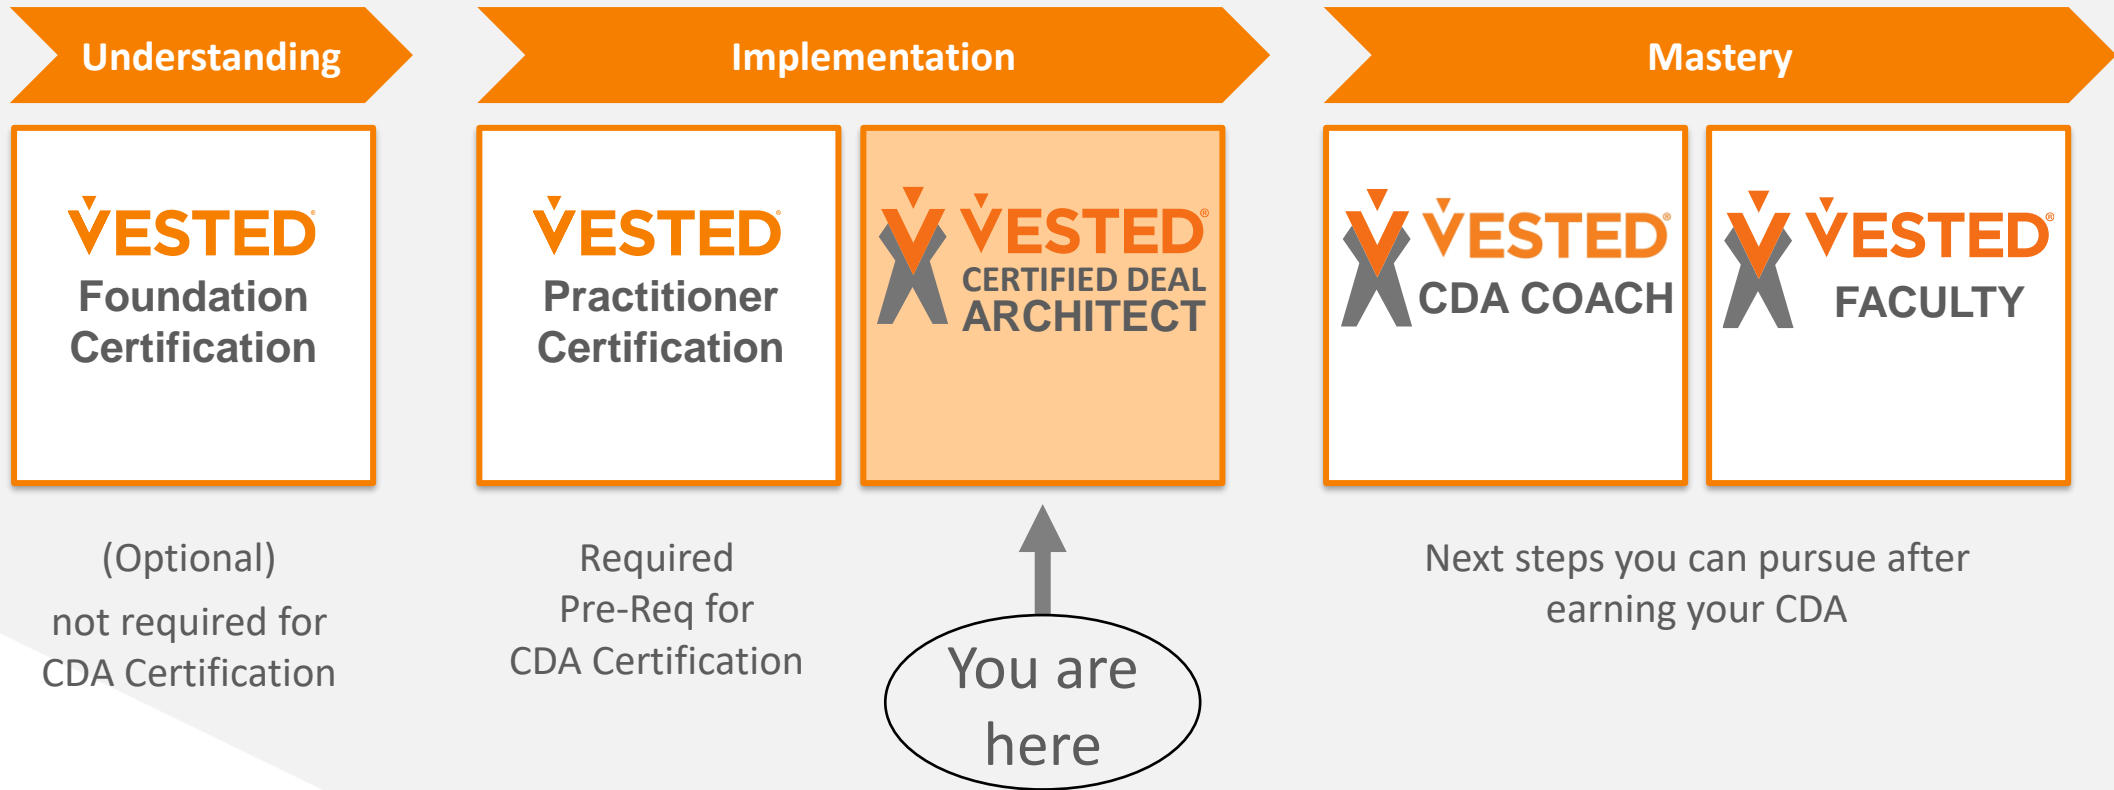 Understanding
Implementation
Mastery
VESTED®
Foundation
Certification
VESTED®
Practitioner
Certification
VESTED®
CERTIFIED DEAL
ARCHITECT
VESTED®
CDA COACH
VESTED®
FACULTY
(Optional)
not required for
CDA Certification
Required
Pre-Req for
CDA Certification
You are
here
Next steps you can pursue after
earning your CDA